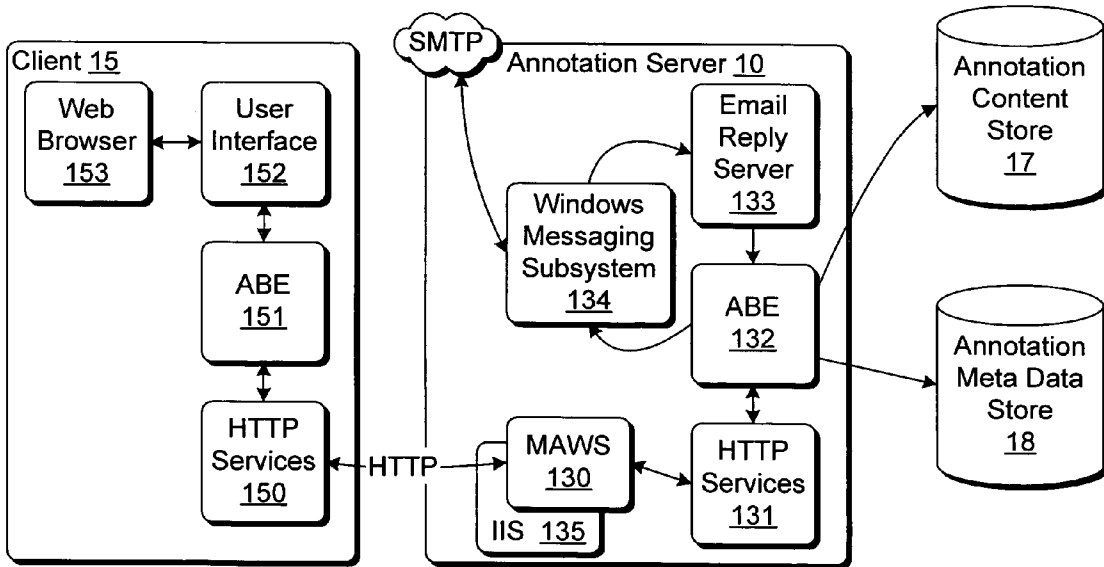 Client 15
Web
Browser
153
User
Interface
152
ABE
151
HTTP
Services
150
HTTP
SMTP
Annotation Server 10
Email
Reply
Server
133
Windows
Messaging
Subsystem
134
ABE
132
MAWS
130
IIS 135
HTTP
Services
131
Annotation
Content
Store
17
Annotation
Meta Data
Store
18